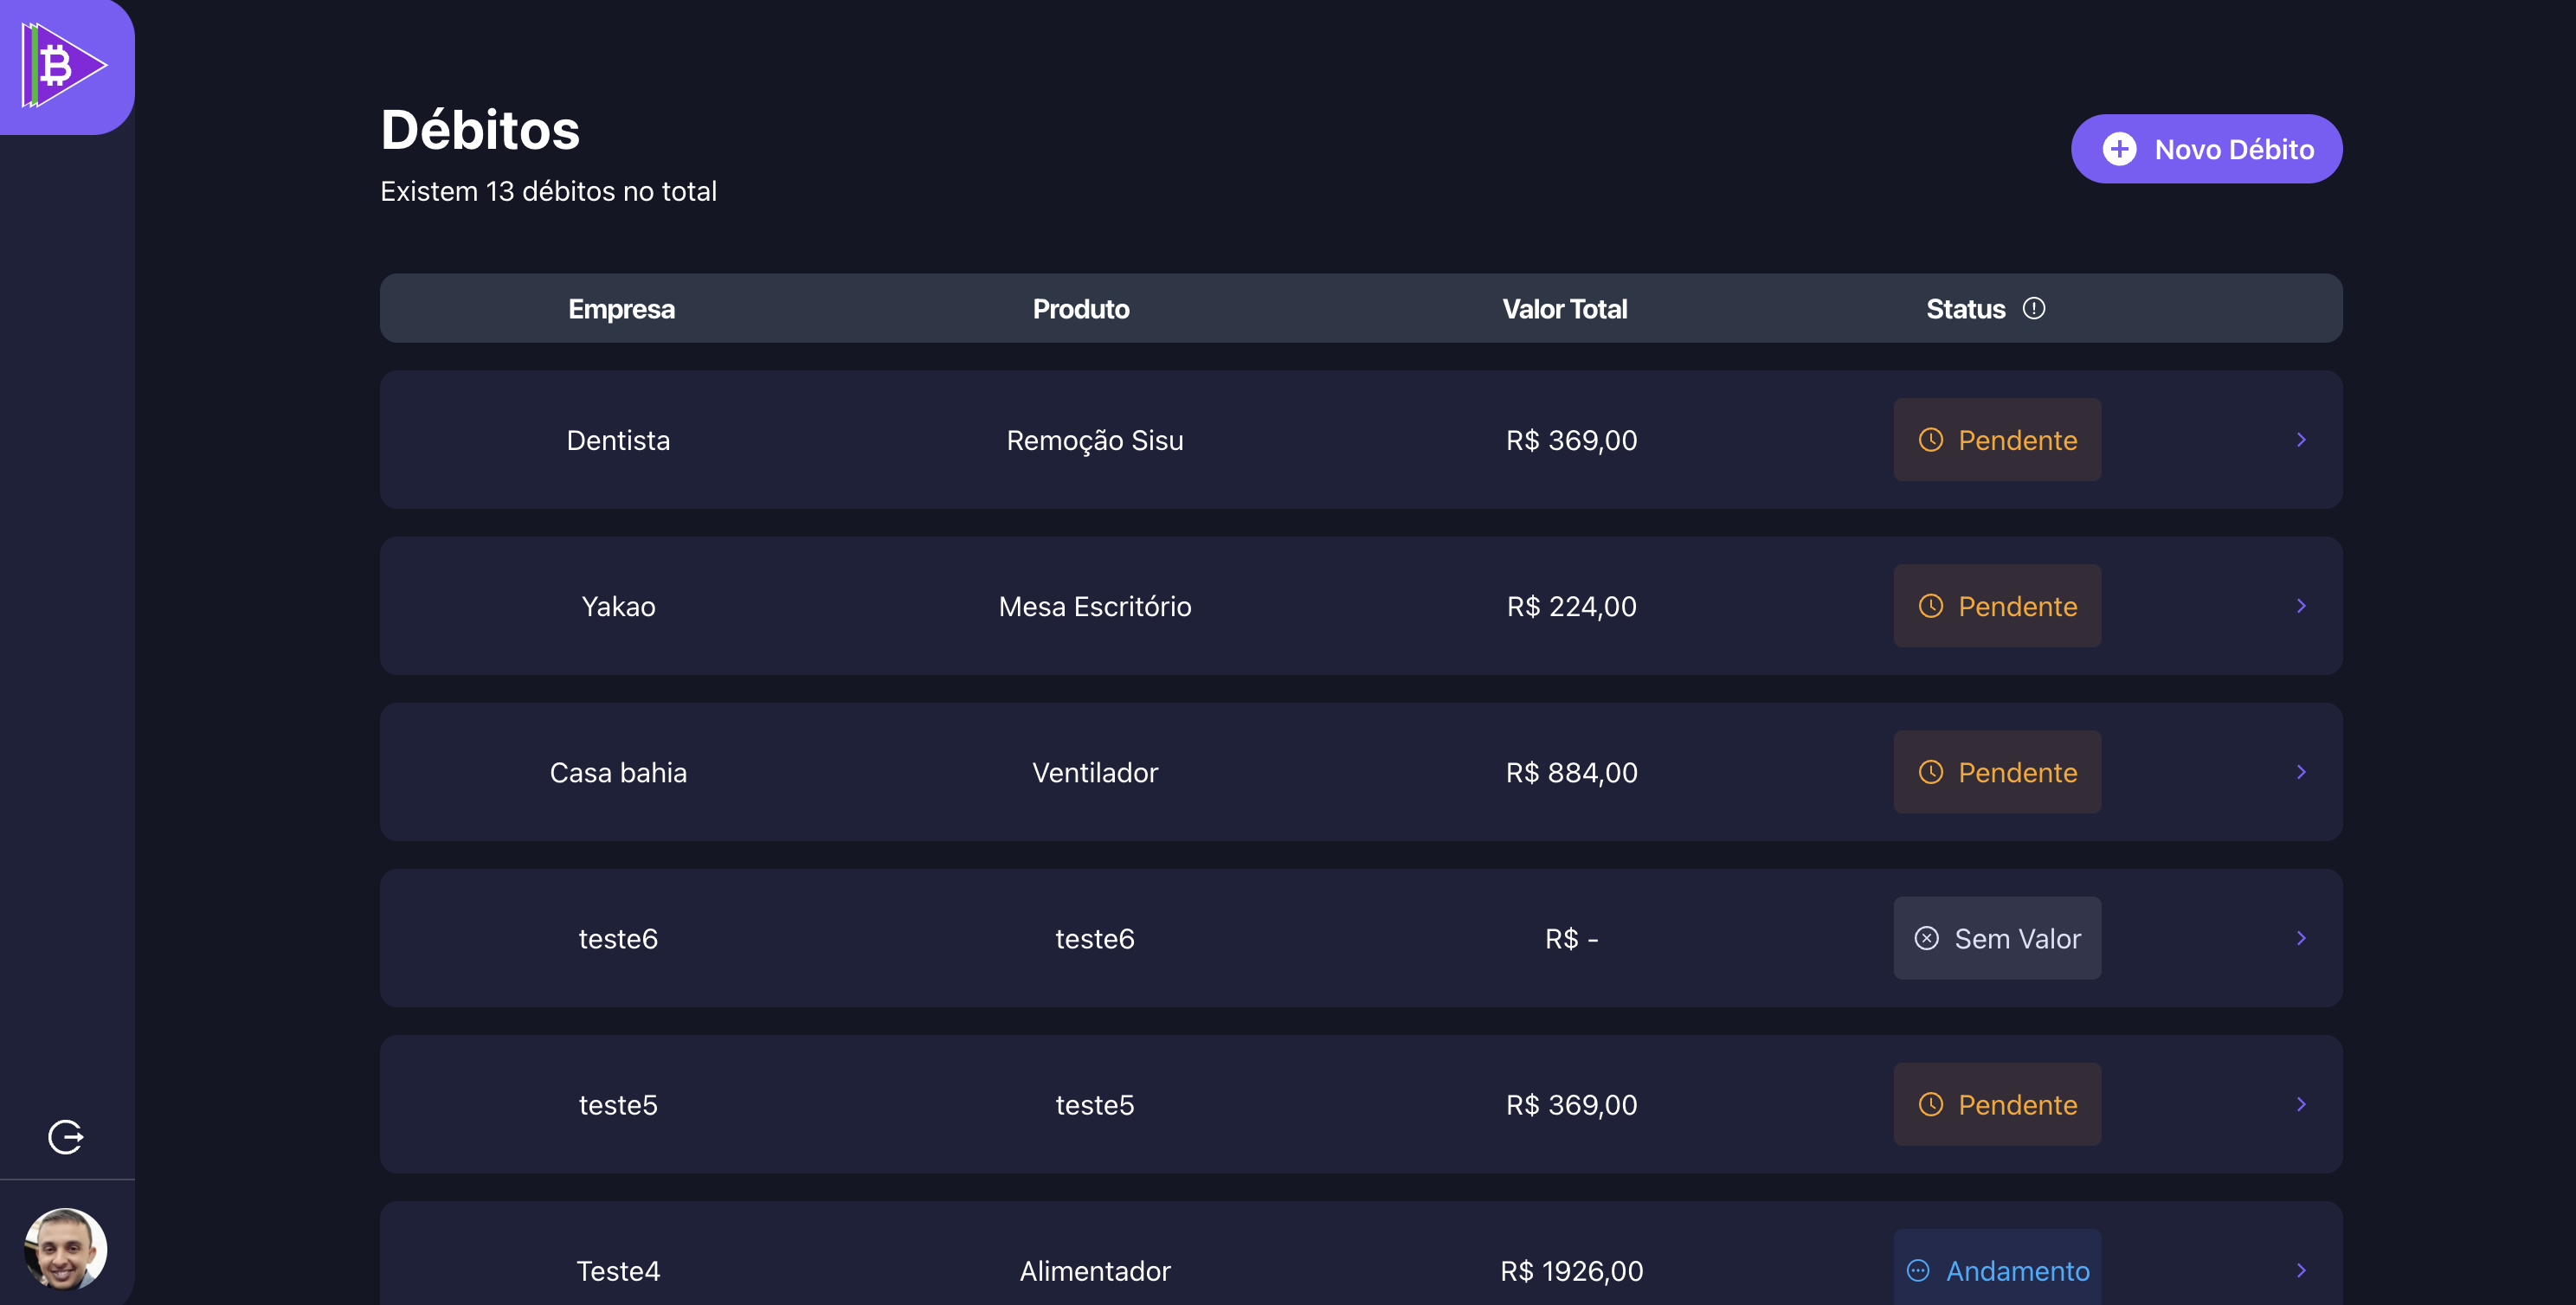 Débitos
Novo Débito
Existem 13 débitos no total
Empresa Produto Valor Total Status
Dentista Remoção Sisu R$ 369,00 Pendente
Yakao Mesa Escritório R$ 224,00 Pendente
Casa bahia Ventilador R$ 884,00 Pendente
teste6 teste6 R$ - Sem Valor
teste5 teste5 R$ 369,00 Pendente
Teste4 Alimentador R$ 1926,00 Andamento